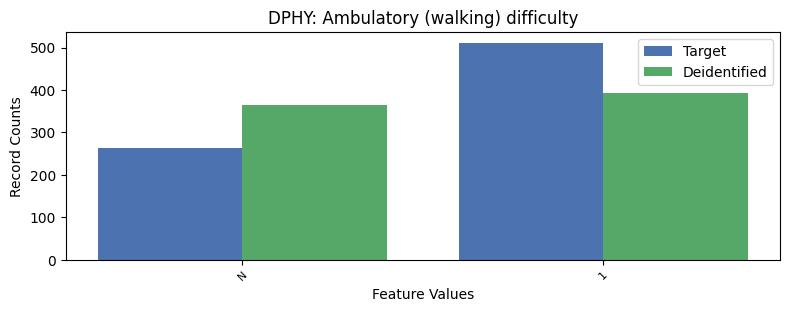 DPHY: Ambulatory (walking) difficulty
Target
Deidentified
Record Counts
500
400
300
200
100
0
N
1
Feature Values